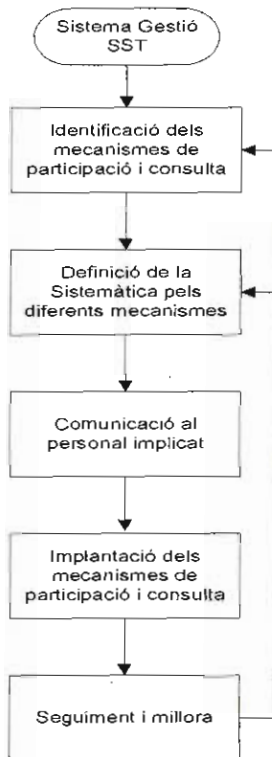 Sistema Gestió
SST
Identificació dels
mecanismes de
participació i consulta
Definició de la
Sistemàtica pels
diferents mecanismes
Comunicació al
personal implicat
Implantació dels
mecanismes de
participació i consulta
Seguiment i millora